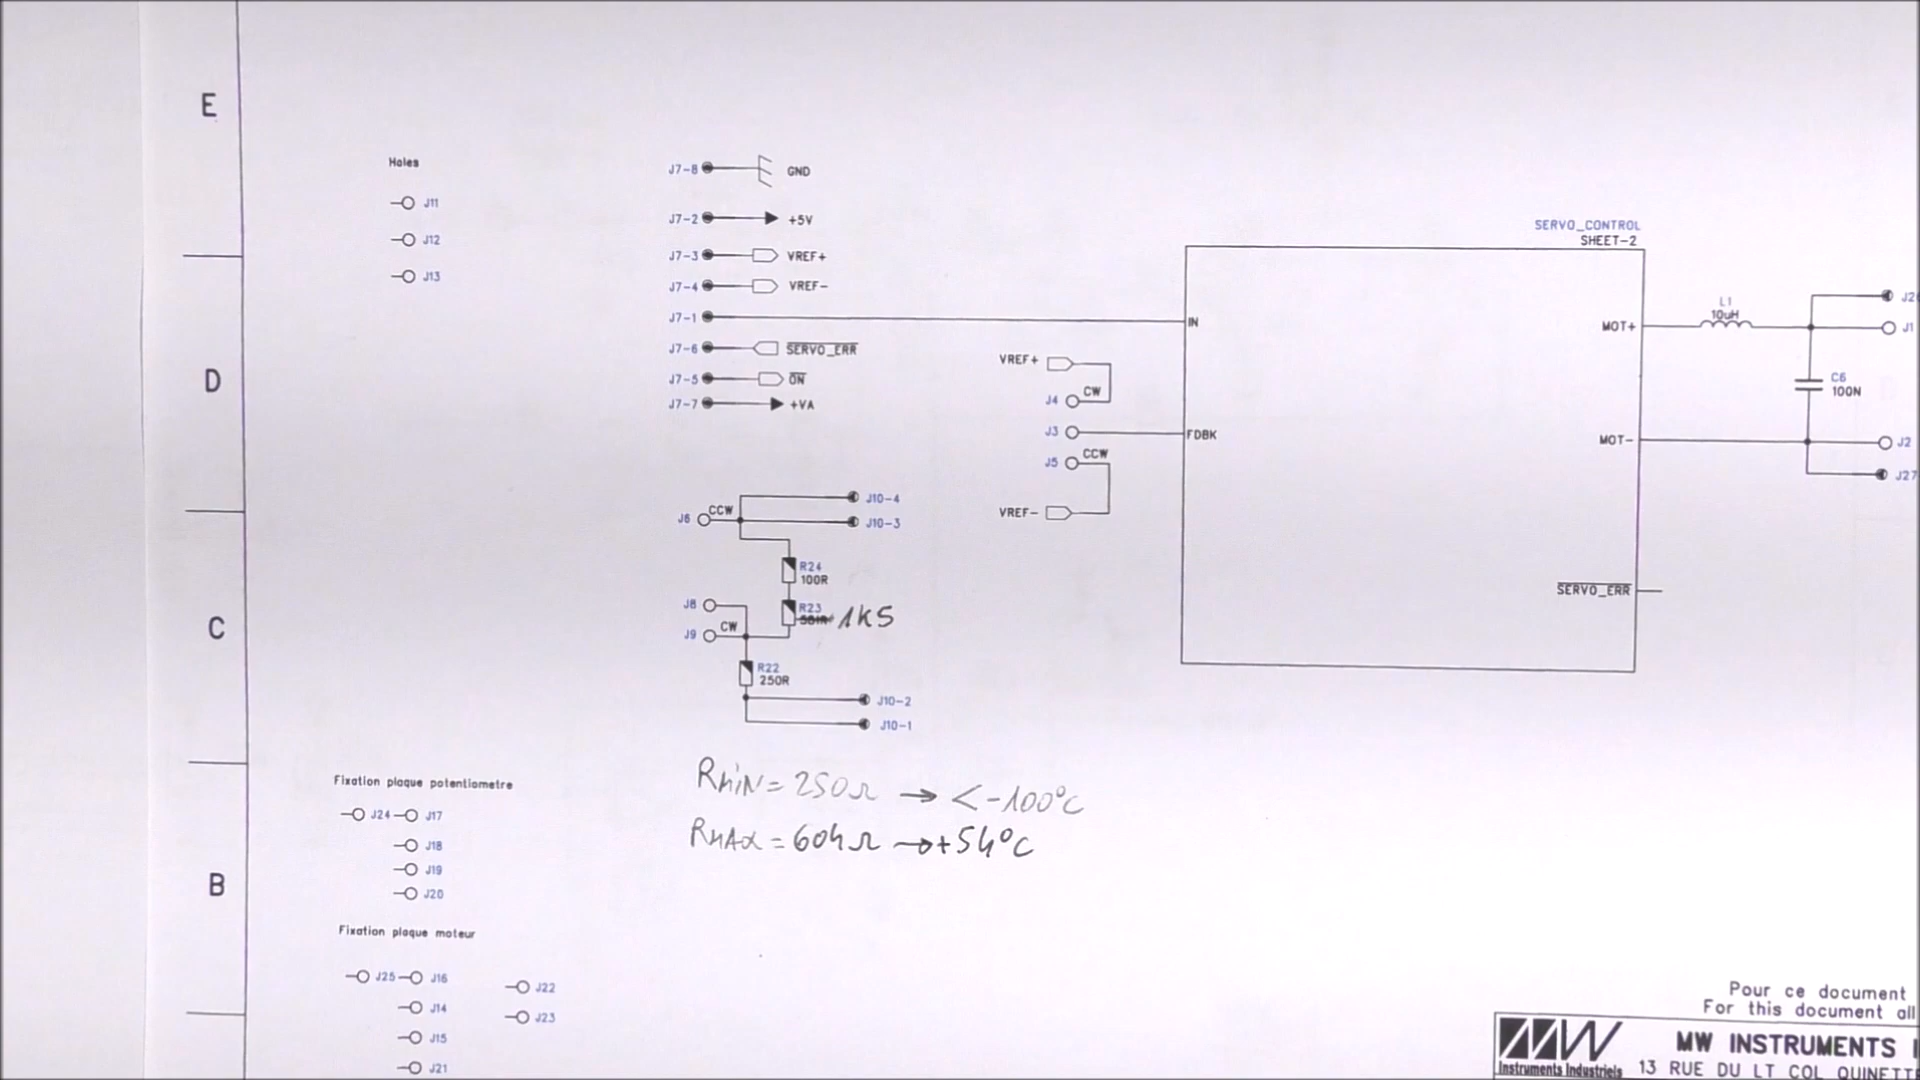 E
Holes
J11
J12
J13
J7-8 GND
J7-2 +5V
J7-3 VREF+
J7-4 VREF-
J7-1
J7-6 SERVO_ERR
J7-5 ON
J7-7 +VA
SERVO_CONTROL
SHEET-2
IN
FDBK
MOT+
MOT-
SERVO_ERR
L1
10uH
J1
C6
100N
J2
J27
D
VREF+
J4 CW
J3
J5 CCW
VREF-
J6 CCW
J10-4
J10-3
R24
100R
J8
R23
1K5
J9 CW
R22
250R
J10-2
J10-1
C
RMIN = 250Ω → <-100°C
RMAX = 604Ω → +54°C
Fixation plaque potentiometre
J24 J17
J18
J19
J20
B
Fixation plaque moteur
J25 J16
J22
J14
J23
J15
J21
Pour ce document
For this document all
MW INSTRUMENTS
Instruments Industriels
13 RUE DU LT COL QUINETT